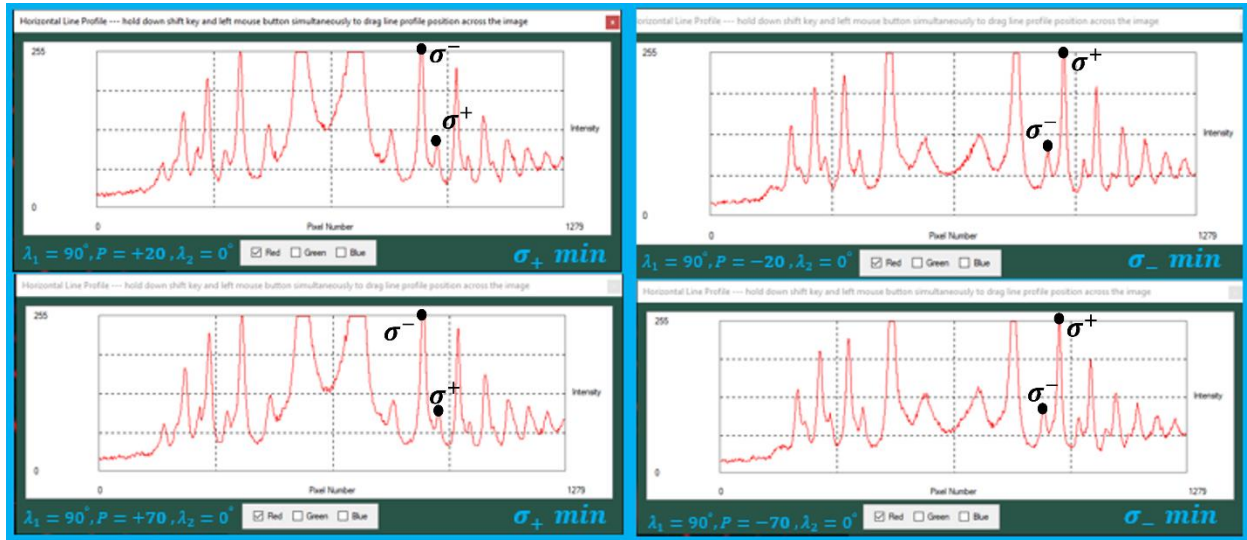 Horizontal Line Profile --- hold down shift key and left mouse button simultaneously to drag line profile position across the image x
255
σ⁻
σ⁺
Intensity
0
0 Pixel Number 1279
λ₁ = 90°, P = +20 , λ₂ = 0° Red Green Blue σ₊ min
Horizontal Line Profile --- hold down shift key and left mouse button simultaneously to drag line profile position across the image
255
σ⁺
σ⁻
Intensity
0
0 Pixel Number 1279
λ₁ = 90°, P = −20, λ₂ = 0° Red Green Blue σ₋ min
Horizontal Line Profile --- hold down shift key and left mouse button simultaneously to drag line profile position across the image
255
σ⁻
σ⁺
Intensity
0
0 Pixel Number 1279
λ₁ = 90°, P = +70 , λ₂ = 0° Red Green Blue σ₊ min
Horizontal Line Profile --- hold down shift key and left mouse button simultaneously to drag line profile position across the image
255
σ⁺
σ⁻
Intensity
0
0 Pixel Number 1279
λ₁ = 90°, P = −70, λ₂ = 0° Red Green Blue σ₋ min